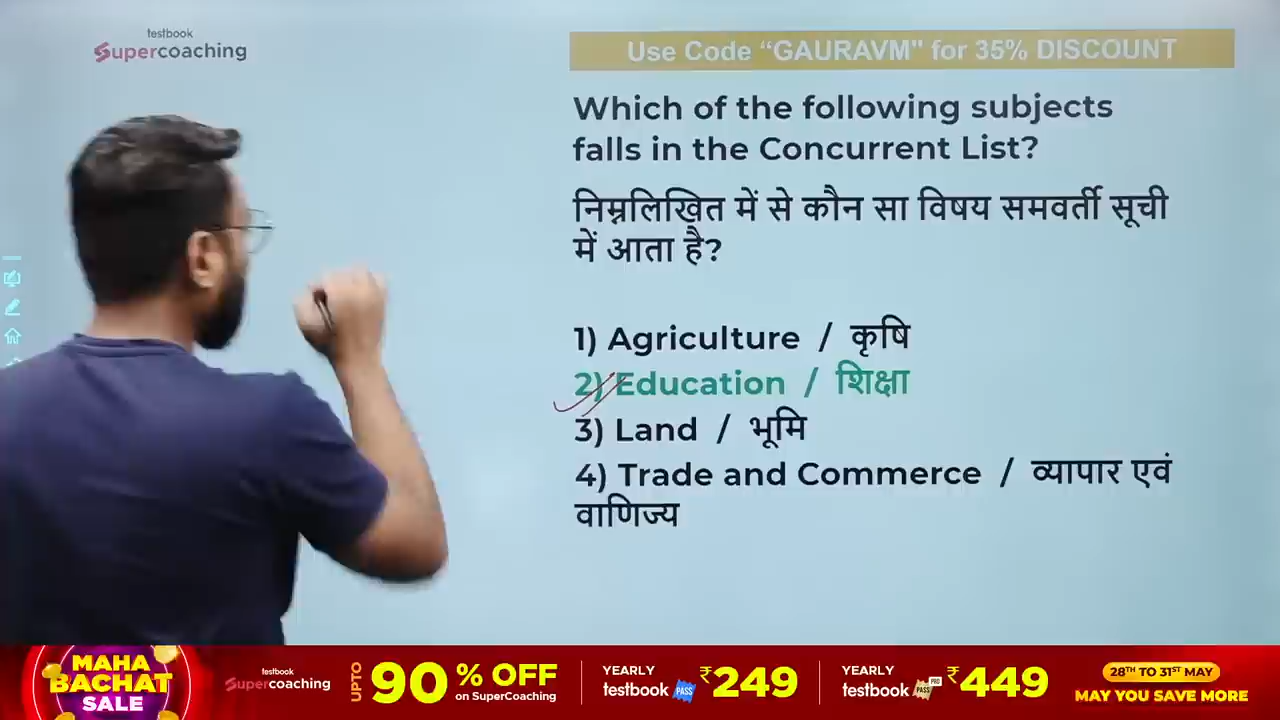 testbook
Supercoaching
Use Code “GAURAVM" for 35% DISCOUNT
Which of the following subjects
falls in the Concurrent List?
निम्नलिखित में से कौन सा विषय समवर्ती सूची
में आता है?
1) Agriculture / कृषि
2) Education / शिक्षा
3) Land / भूमि
4) Trade and Commerce / व्यापार एवं
वाणिज्य
MAHA
BACHAT
SALE
testbook
Supercoaching
UPTO
90 % OFF
on SuperCoaching
YEARLY
testbook PASS
₹249
YEARLY
testbook PASS PRO
₹449
28TH TO 31ST MAY
MAY YOU SAVE MORE